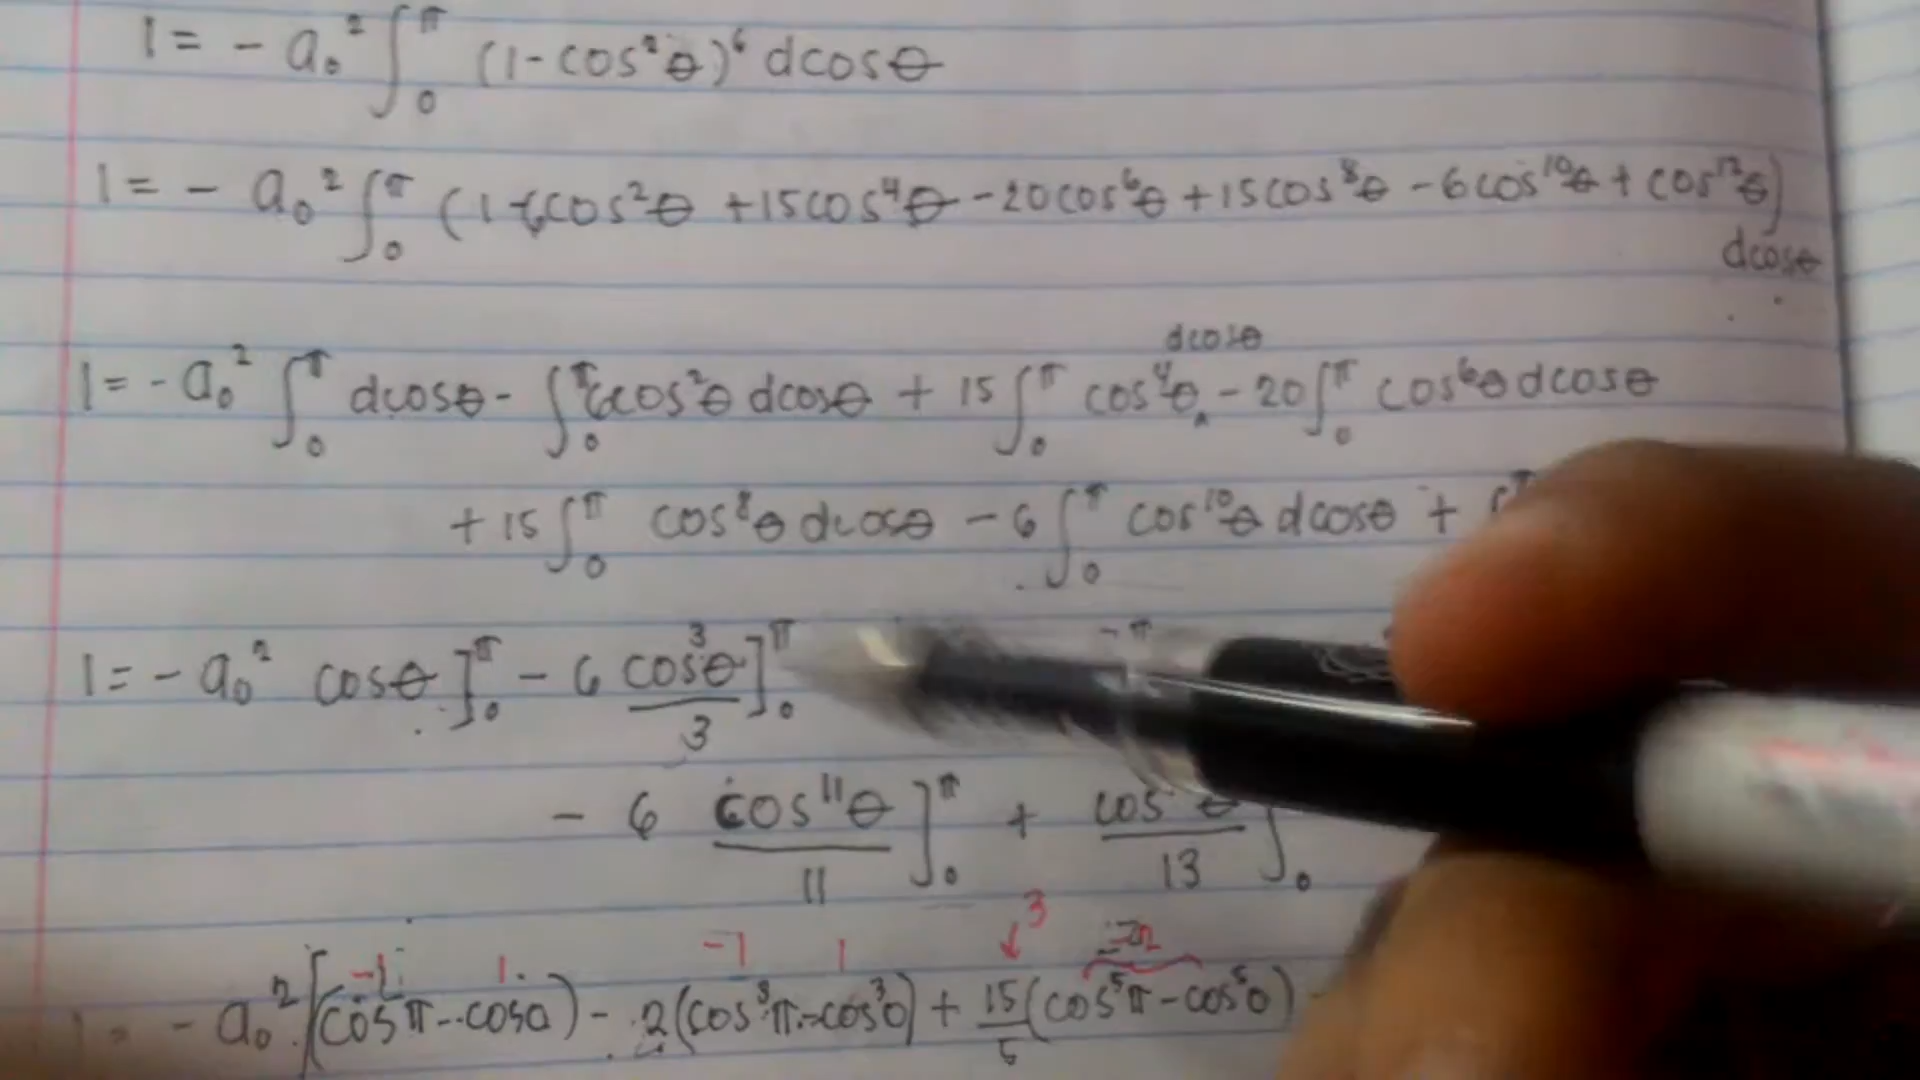 1 = - a₀² ∫₀^π (1 - cos²θ)⁶ dcosθ
1 = - a₀² ∫₀^π (1 - 6cos²θ + 15cos⁴θ - 20cos⁶θ + 15cos⁸θ - 6cos¹⁰θ + cos¹²θ)
dcosθ
dcosθ
1 = - a₀² ∫₀^π dcosθ - ∫₀^π 6cos²θ dcosθ + 15 ∫₀^π cos⁴θ - 20 ∫₀^π cos⁶θ dcosθ
+ 15 ∫₀^π cos⁸θ dcosθ - 6 ∫₀^π cos¹⁰θ dcosθ +
1 = - a₀² cosθ ]₀^π - 6 cos³θ/3 ]₀^π
- 6 cos¹¹θ/11 ]₀^π + cos θ/13 ]₀
-1 1 -1 1 3 -2
= - a₀² [(cosπ - cos0) - 2(cos³π - cos³0) + 15/5 (cos⁵π - cos⁵0)